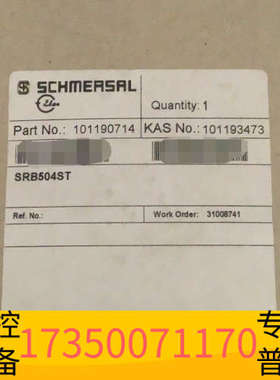 SCHMERSAL
Elan
Quantity: 1
Part No.: 101190714 KAS No.: 101193473
SRB504ST
Ref. No.: Work Order: 31008741
控 17350071170 专
备 普